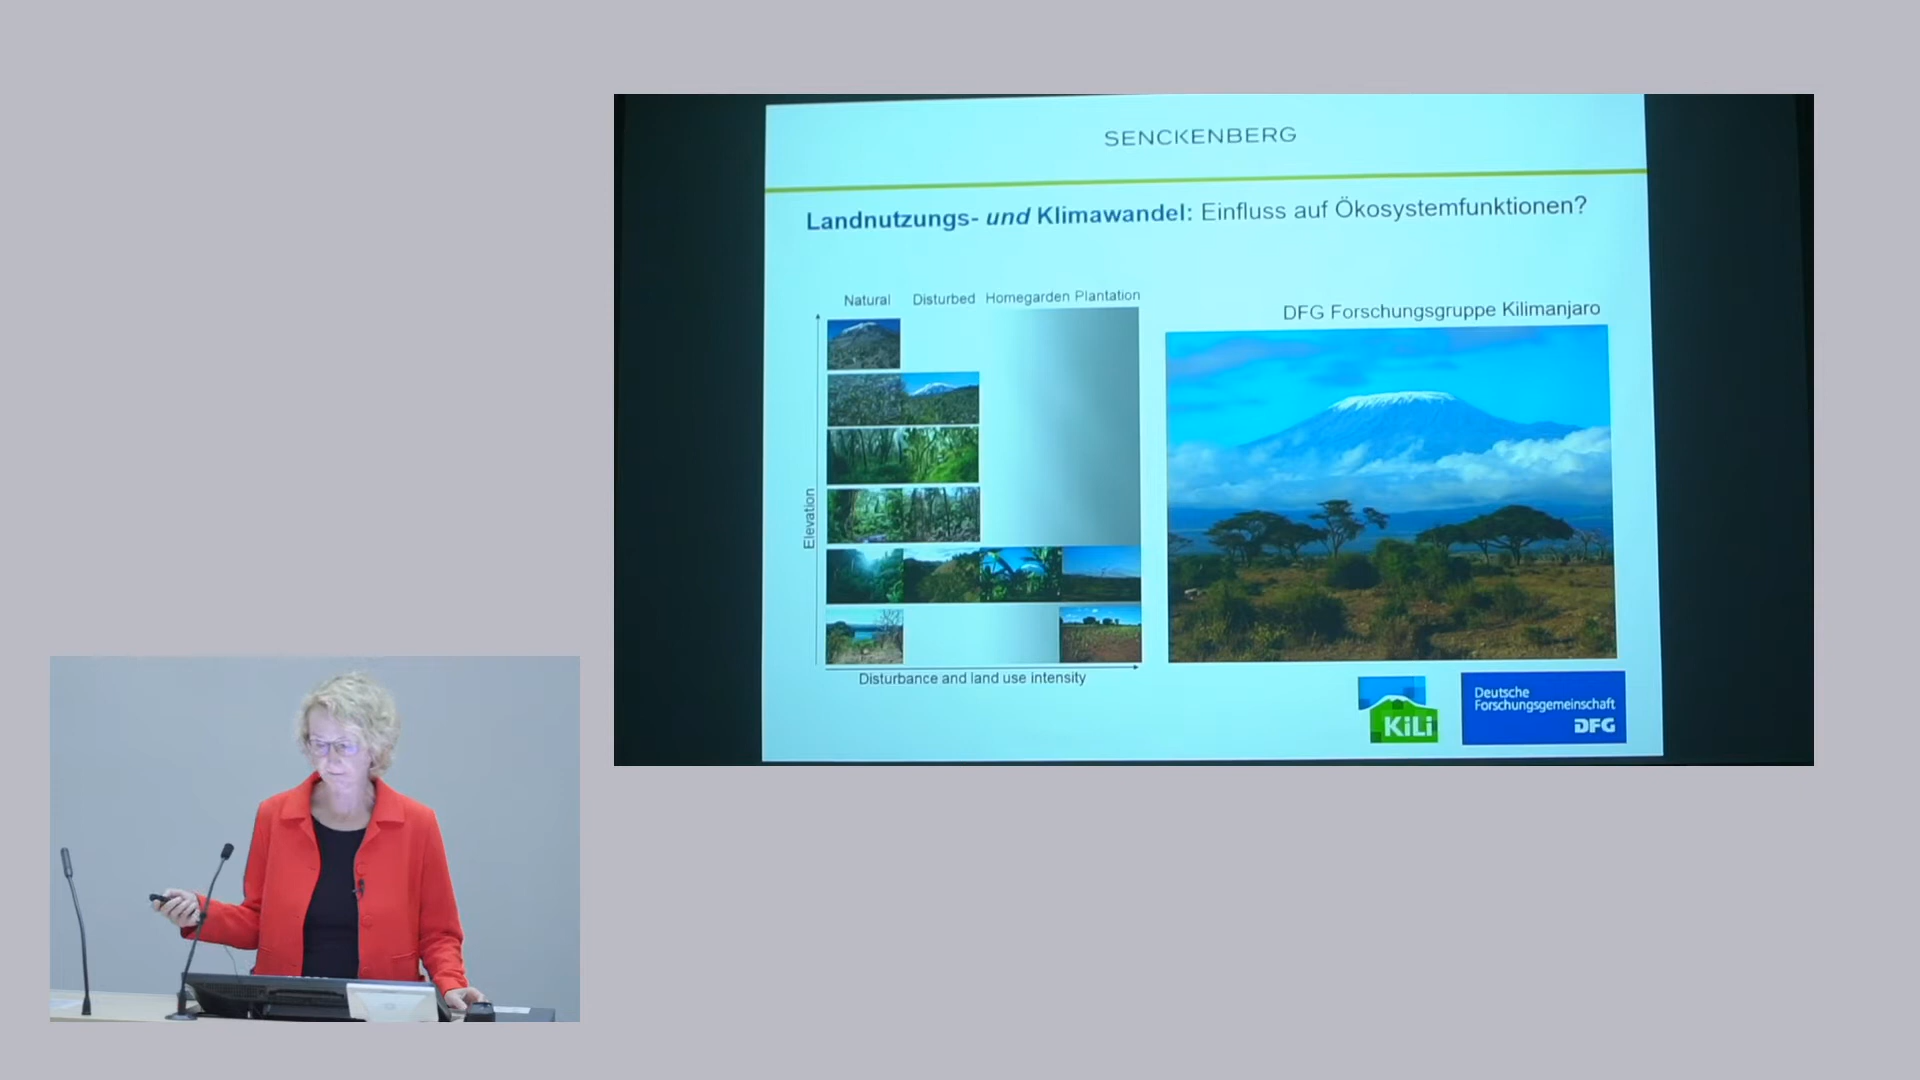 SENCKENBERG
Landnutzungs- und Klimawandel: Einfluss auf Ökosystemfunktionen?
Natural Disturbed Homegarden Plantation
Elevation
Disturbance and land use intensity
DFG Forschungsgruppe Kilimanjaro
KiLi
Deutsche
Forschungsgemeinschaft
DFG